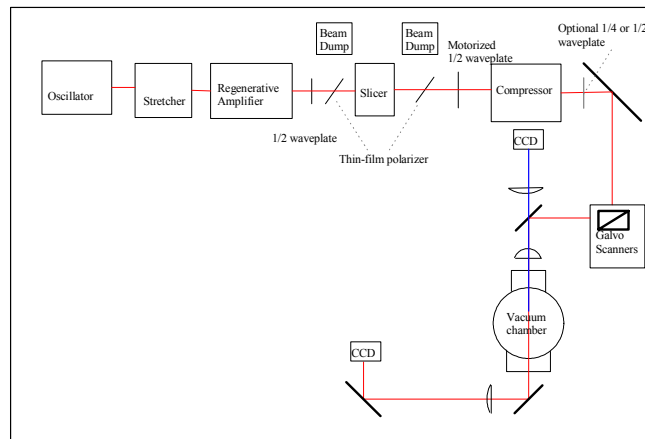 Optional 1/4 or 1/2
waveplate
Beam
Dump
Beam
Dump
Motorized
1/2 waveplate
Oscillator
Stretcher
Regenerative
Amplifier
Slicer
Compressor
1/2 waveplate
Thin-film polarizer
CCD
Galvo
Scanners
Vacuum
chamber
CCD